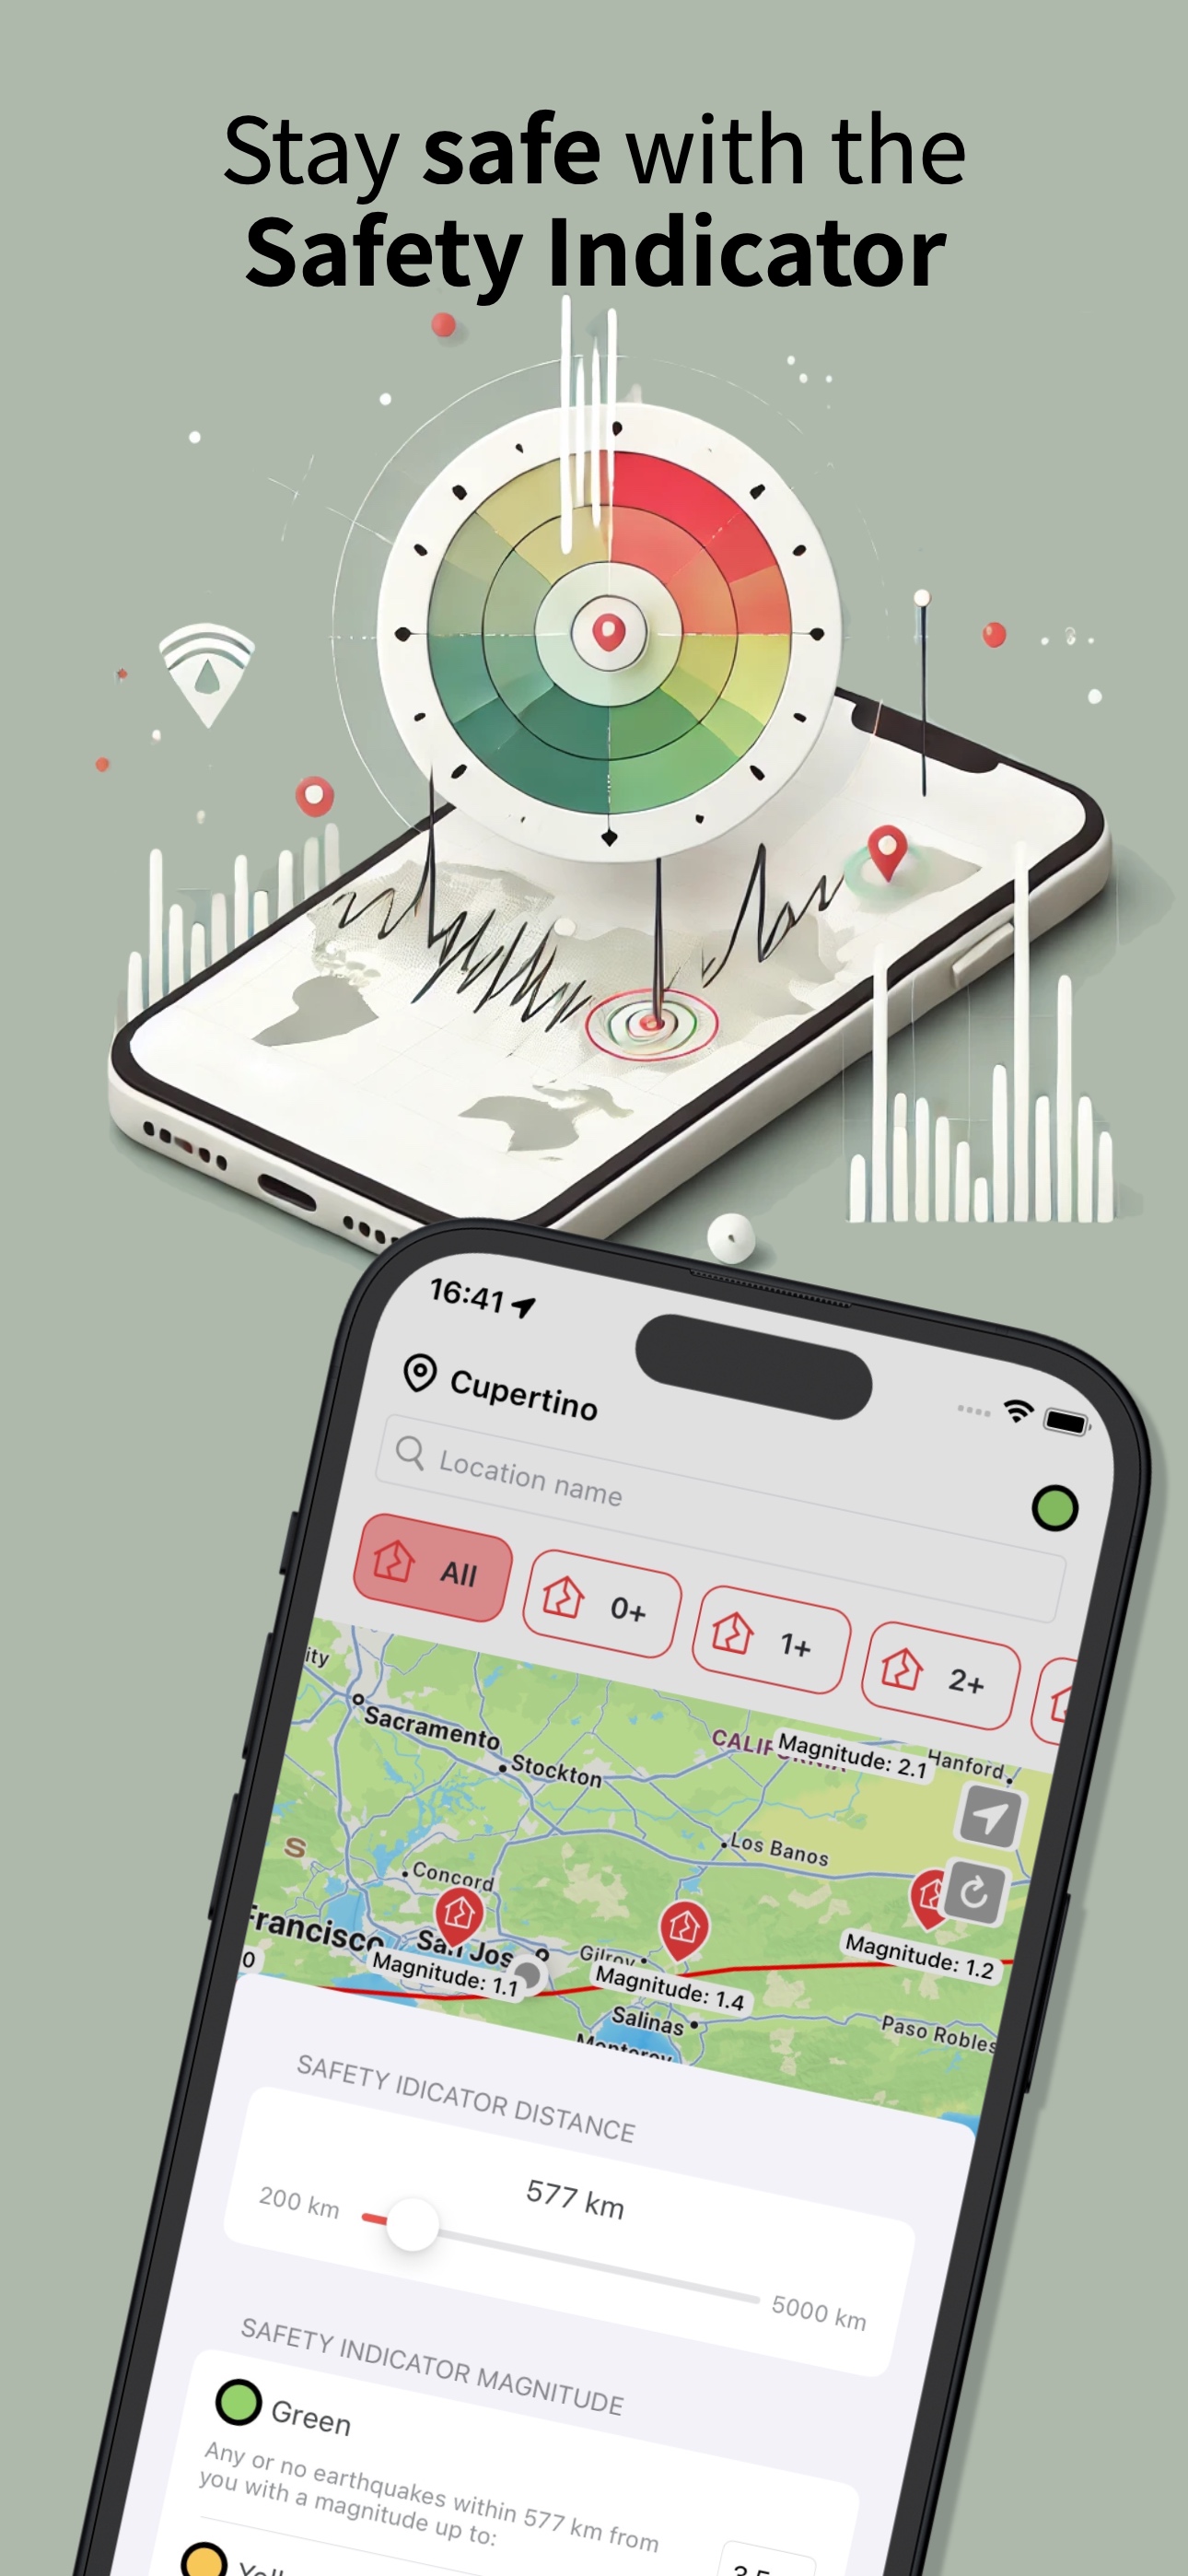 Stay safe with the
Safety Indicator
16:41
Cupertino
Location name
All
0+
1+
2+
ity
Sacramento
Stockton
Magnitude: 2.1
Hanford
Los Banos
S
Concord
Francisco
San Jos
Gilroy
Magnitude: 1.2
0
Magnitude: 1.1
Magnitude: 1.4
Salinas
Monterey
Paso Robles
SAFETY IDICATOR DISTANCE
577 km
200 km
5000 km
SAFETY INDICATOR MAGNITUDE
Green
Any or no earthquakes within 577 km from
you with a magnitude up to: